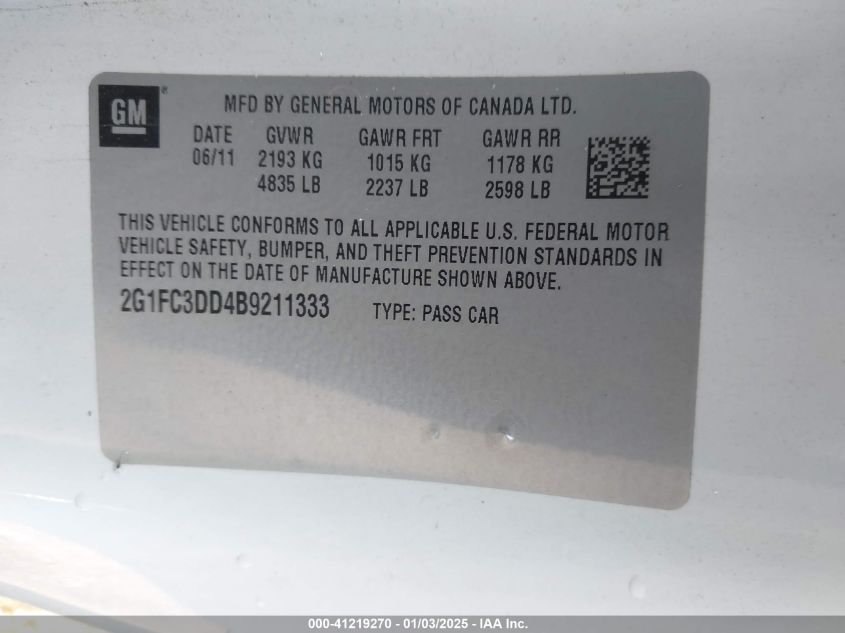 GM
MFD BY GENERAL MOTORS OF CANADA LTD.
DATE GVWR GAWR FRT GAWR RR
06/11 2193 KG 1015 KG 1178 KG
4835 LB 2237 LB 2598 LB
THIS VEHICLE CONFORMS TO ALL APPLICABLE U.S. FEDERAL MOTOR
VEHICLE SAFETY, BUMPER, AND THEFT PREVENTION STANDARDS IN
EFFECT ON THE DATE OF MANUFACTURE SHOWN ABOVE.
2G1FC3DD4B9211333 TYPE: PASS CAR
000-41219270 - 01/03/2025 - IAA Inc.